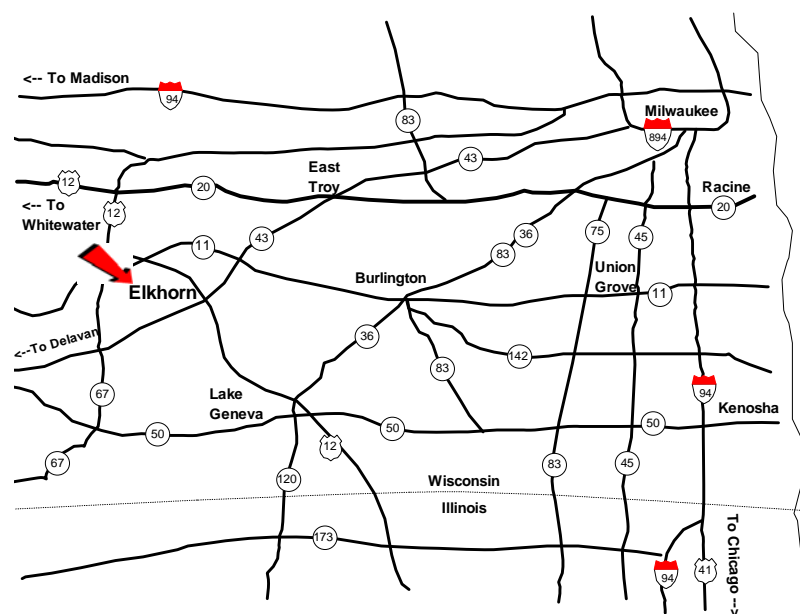 <-- To Madison
94
Milwaukee
83
894
East
Troy
43
12
20
Racine
20
<-- To
Whitewater
12
43
36
83
75
45
11
Burlington
Union
Grove
11
Elkhorn
<--To Delavan
36
142
83
67
94
Lake
Geneva
50
50
50
Kenosha
12
67
120
83
45
Wisconsin
Illinois
173
94
41
To Chicago -->